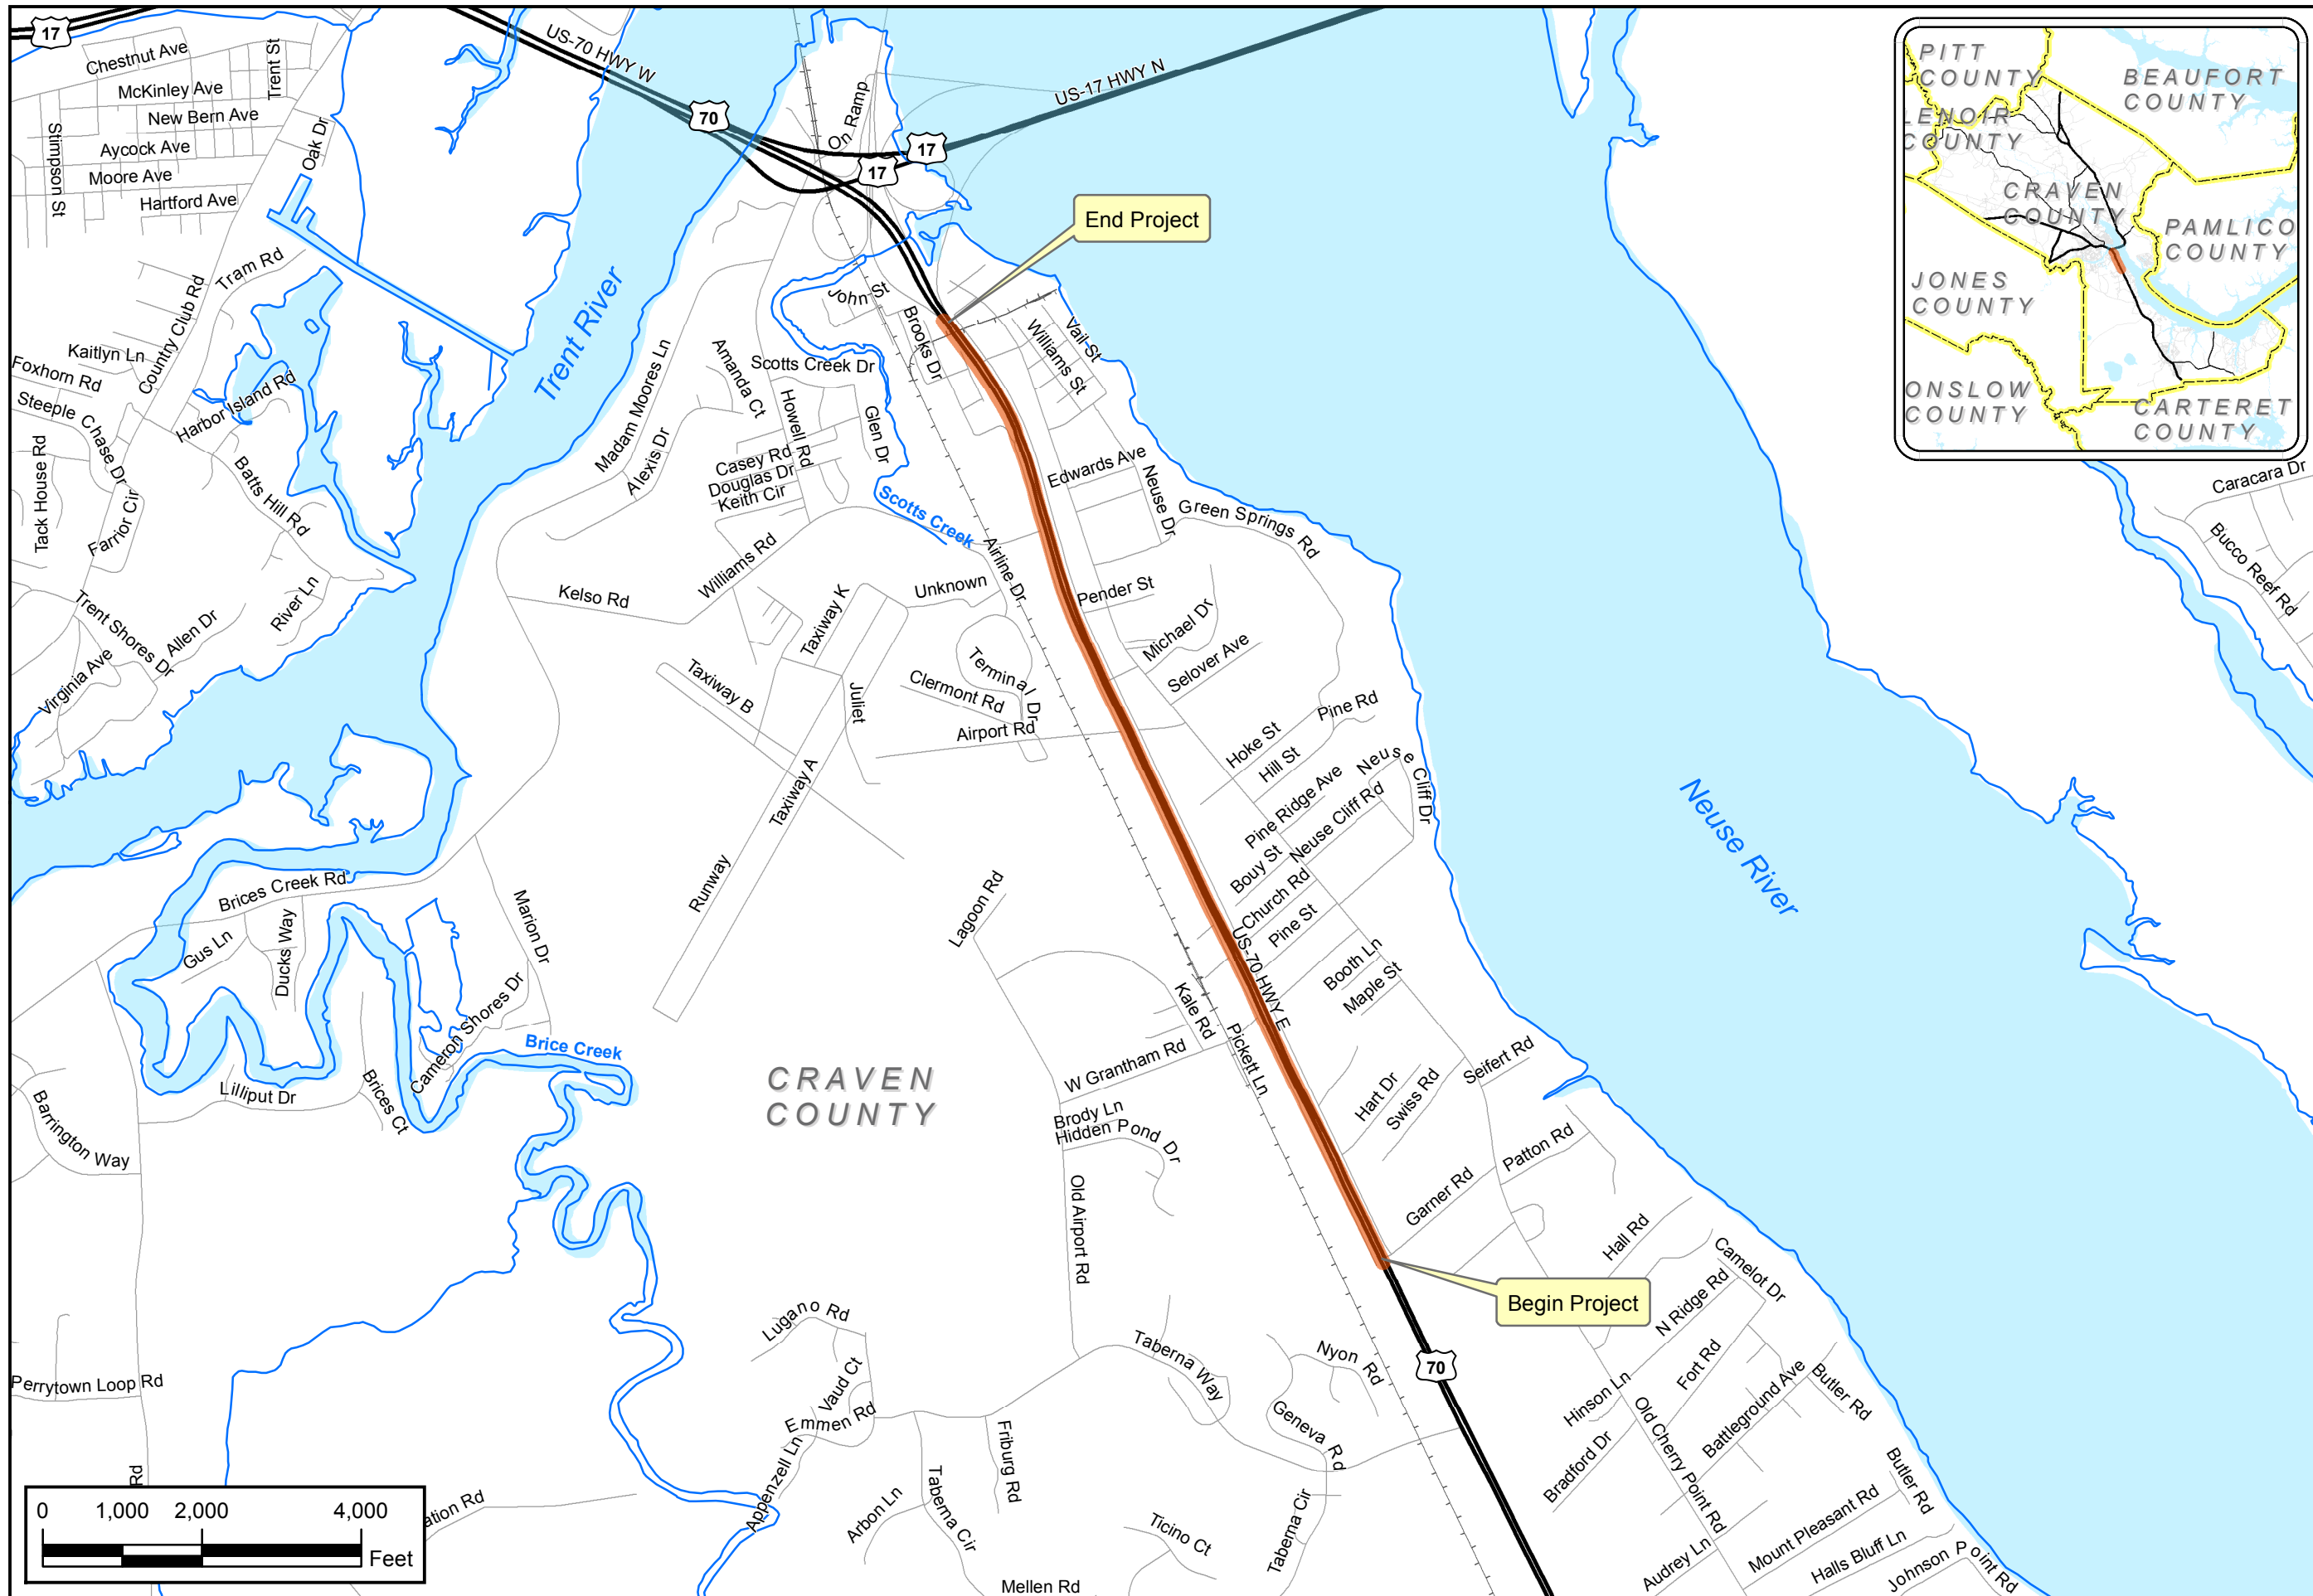 17
Chestnut Ave
McKinley Ave
New Bern Ave
Aycock Ave
Moore Ave
Hartford Ave
Stimpson St
Trent St
Oak Dr
US-70 HWY W
70
On Ramp
17
17
US-17 HWY N
PITT
COUNTY
BEAUFORT
COUNTY
LENOIR
COUNTY
CRAVEN
COUNTY
PAMLICO
COUNTY
JONES
COUNTY
ONSLOW
COUNTY
CARTERET
COUNTY
End Project
Tram Rd
Country Club Rd
Kaitlyn Ln
Foxhorn Rd
Steeple Chase Dr
Tack House Rd
Farrior Cir
Harbor Island Rd
Batts Hill Rd
River Ln
Trent Shores Dr
Allen Dr
Virginia Ave
Trent River
John St
Brooks Dr
Scotts Creek Dr
Madam Moores Ln
Amanda Ct
Howell Rd
Glen Dr
Alexis Dr
Casey Rd
Douglas Dr
Keith Cir
Scotts Creek
Williams St
Vail St
Edwards Ave
Neuse Dr
Green Springs Rd
Williams Rd
Kelso Rd
Airline Dr
Unknown
Taxiway K
Taxiway B
Juliet
Taxiway A
Runway
Terminal Dr
Clermont Rd
Airport Rd
Pender St
Michael Dr
Selover Ave
Hoke St
Pine Rd
Hill St
Pine Ridge Ave
Neuse Cliff Dr
Neuse Cliff Rd
Bouy St
Church Rd
Pine St
US-70 HWY E
Booth Ln
Maple St
Neuse River
Caracara Dr
Bucco Reef Rd
Brices Creek Rd
Gus Ln
Ducks Way
Marion Dr
Cameron Shores Dr
Brice Creek
Lilliput Dr
Brices Ct
Barrington Way
CRAVEN
COUNTY
Lagoon Rd
Kale Rd
Pickett Ln
W Grantham Rd
Brody Ln
Hidden Pond Dr
Old Airport Rd
Hart Dr
Swiss Rd
Seifert Rd
Garner Rd
Patton Rd
Hall Rd
Camelot Dr
Begin Project
N Ridge Rd
Fort Rd
Hinson Ln
Battleground Ave
Butler Rd
Old Cherry Point Rd
Bradford Dr
Butler Rd
Mount Pleasant Rd
Audrey Ln
Halls Bluff Ln
Johnson Point Rd
70
Perrytown Loop Rd
Rd
ation Rd
Lugano Rd
Vaud Ct
Emmen Rd
Appenzell Ln
Arbon Ln
Friburg Rd
Taberna Cir
Taberna Way
Nyon Rd
Geneva Rd
Taberna Cir
Ticino Ct
Mellen Rd
0 1,000 2,000 4,000
Feet